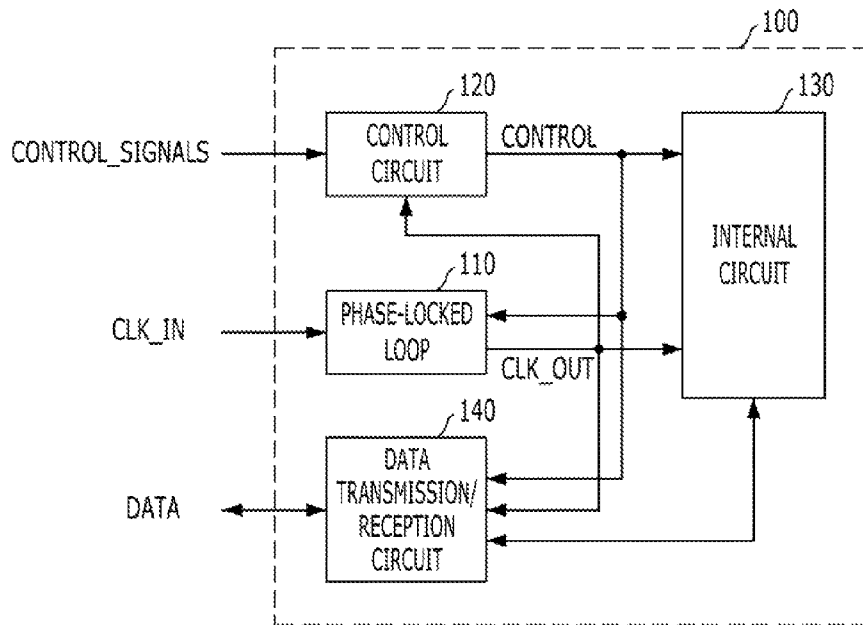 100
120
130
CONTROL_SIGNALS
CONTROL
CIRCUIT
CONTROL
INTERNAL
CIRCUIT
110
CLK_IN
PHASE-LOCKED
LOOP
CLK_OUT
140
DATA
DATA
TRANSMISSION/
RECEPTION
CIRCUIT